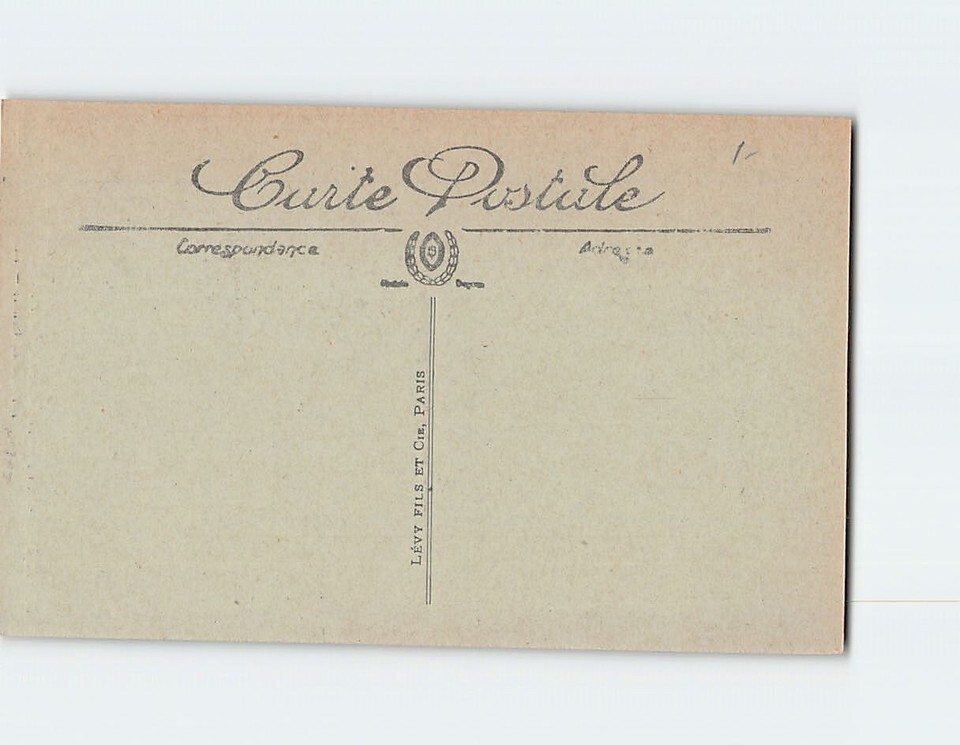 1-
Carte Postale
Correspondance
Adresse
LÉVY FILS ET CIE, PARIS